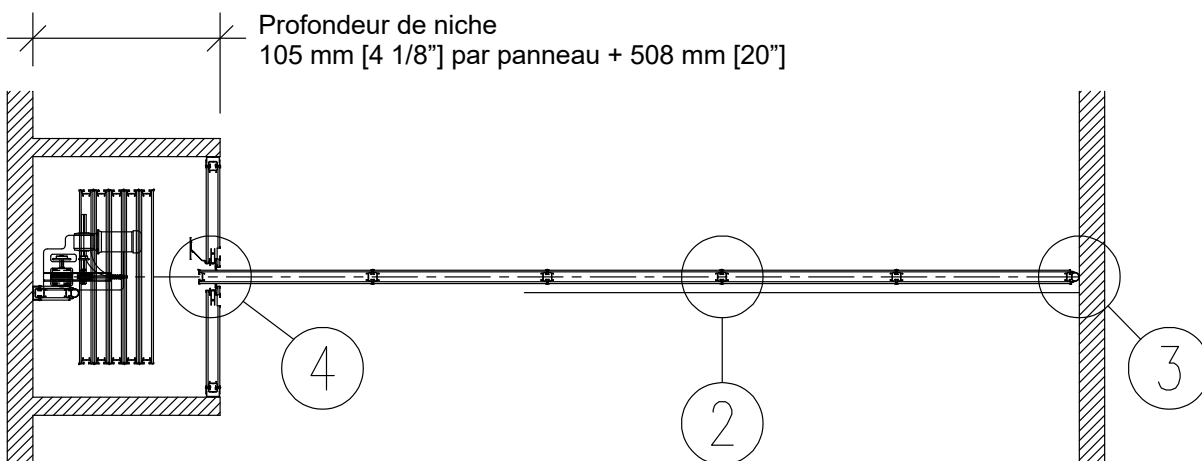 Profondeur de niche
105 mm [4 1/8”] par panneau + 508 mm [20”]
4
2
3